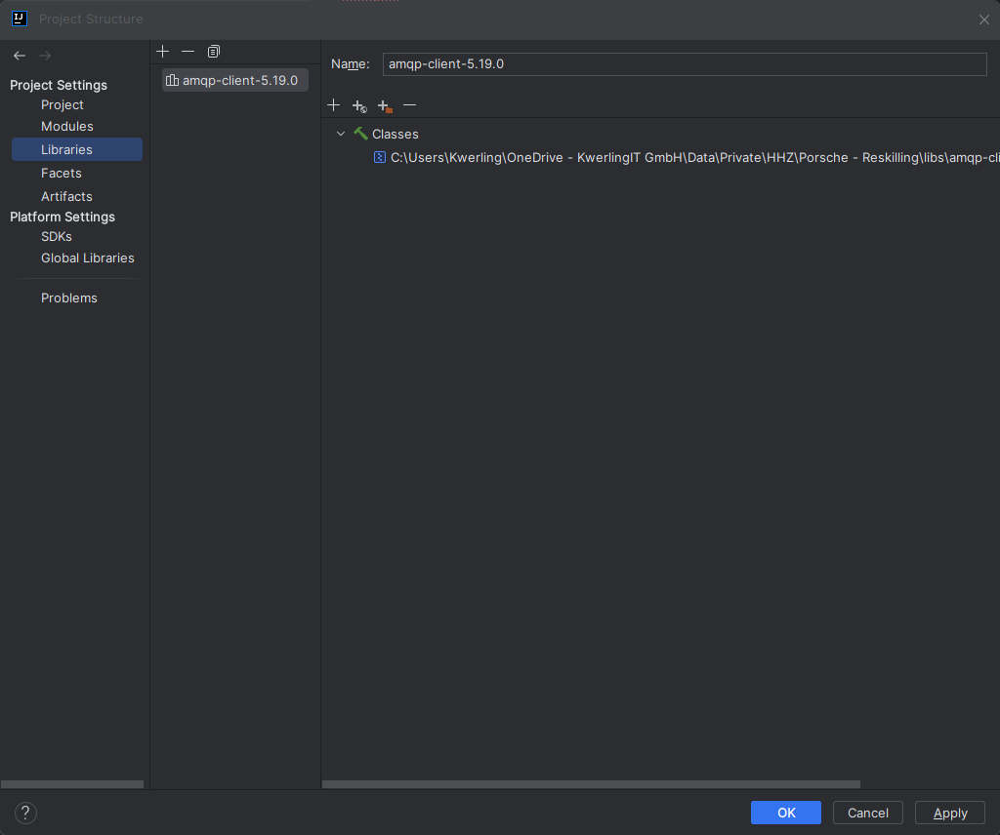 Project Structure
Project Settings
Project
Modules
Libraries
Facets
Artifacts
Platform Settings
SDKs
Global Libraries
Problems
amqp-client-5.19.0
Name: amqp-client-5.19.0
Classes
C:\Users\Kwerling\OneDrive - KwerlingIT GmbH\Data\Private\HHZ\Porsche - Reskilling\libs\amqp-cli
? OK Cancel Apply